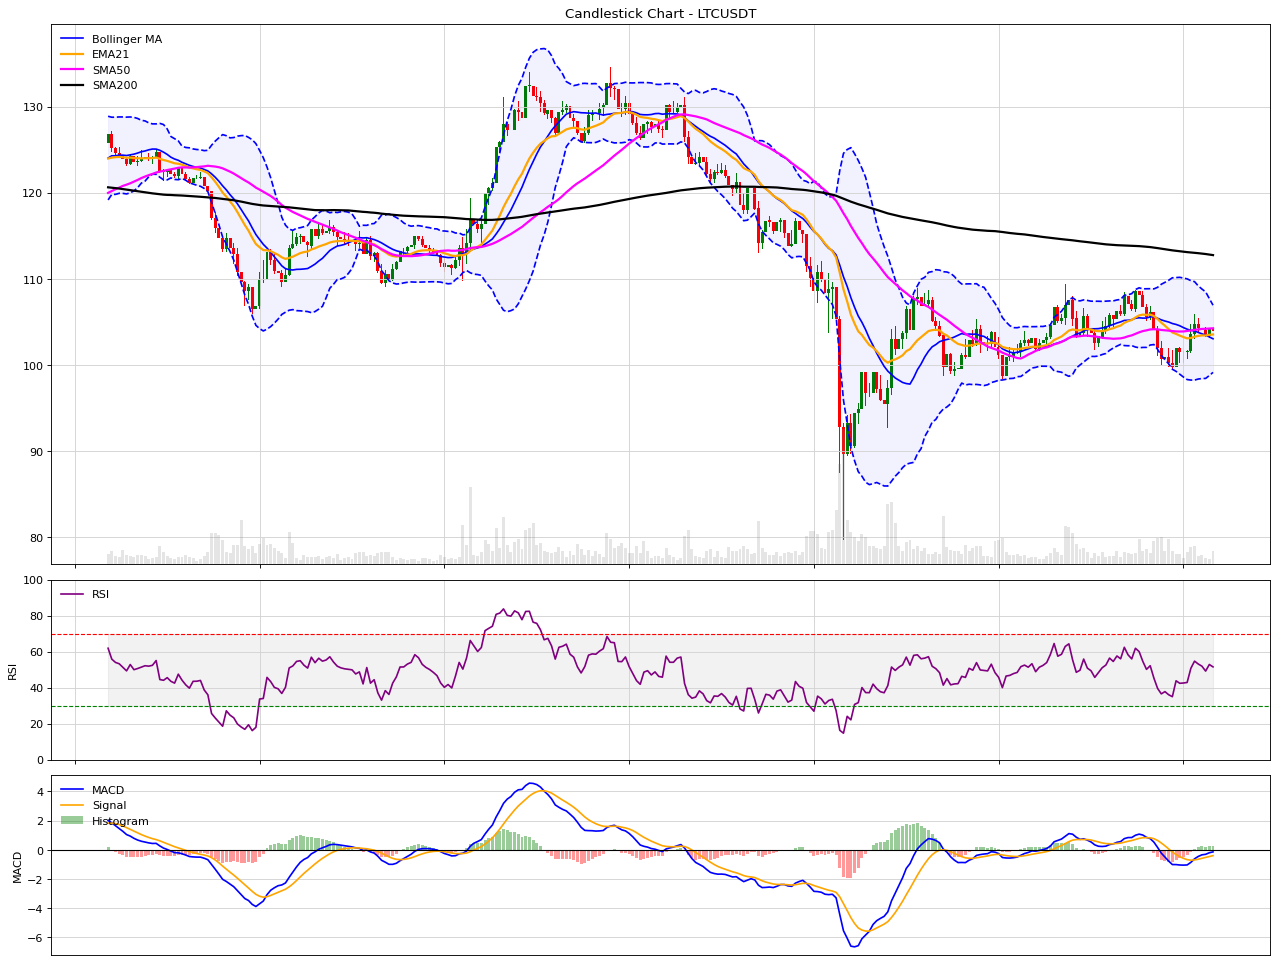 Candlestick Chart - LTCUSDT
Bollinger MA
EMA21
SMA50
SMA200
130
120
110
100
90
80
RSI
100
80
60
40
20
0
RSI
MACD
Signal
Histogram
4
2
0
−2
−4
−6
MACD